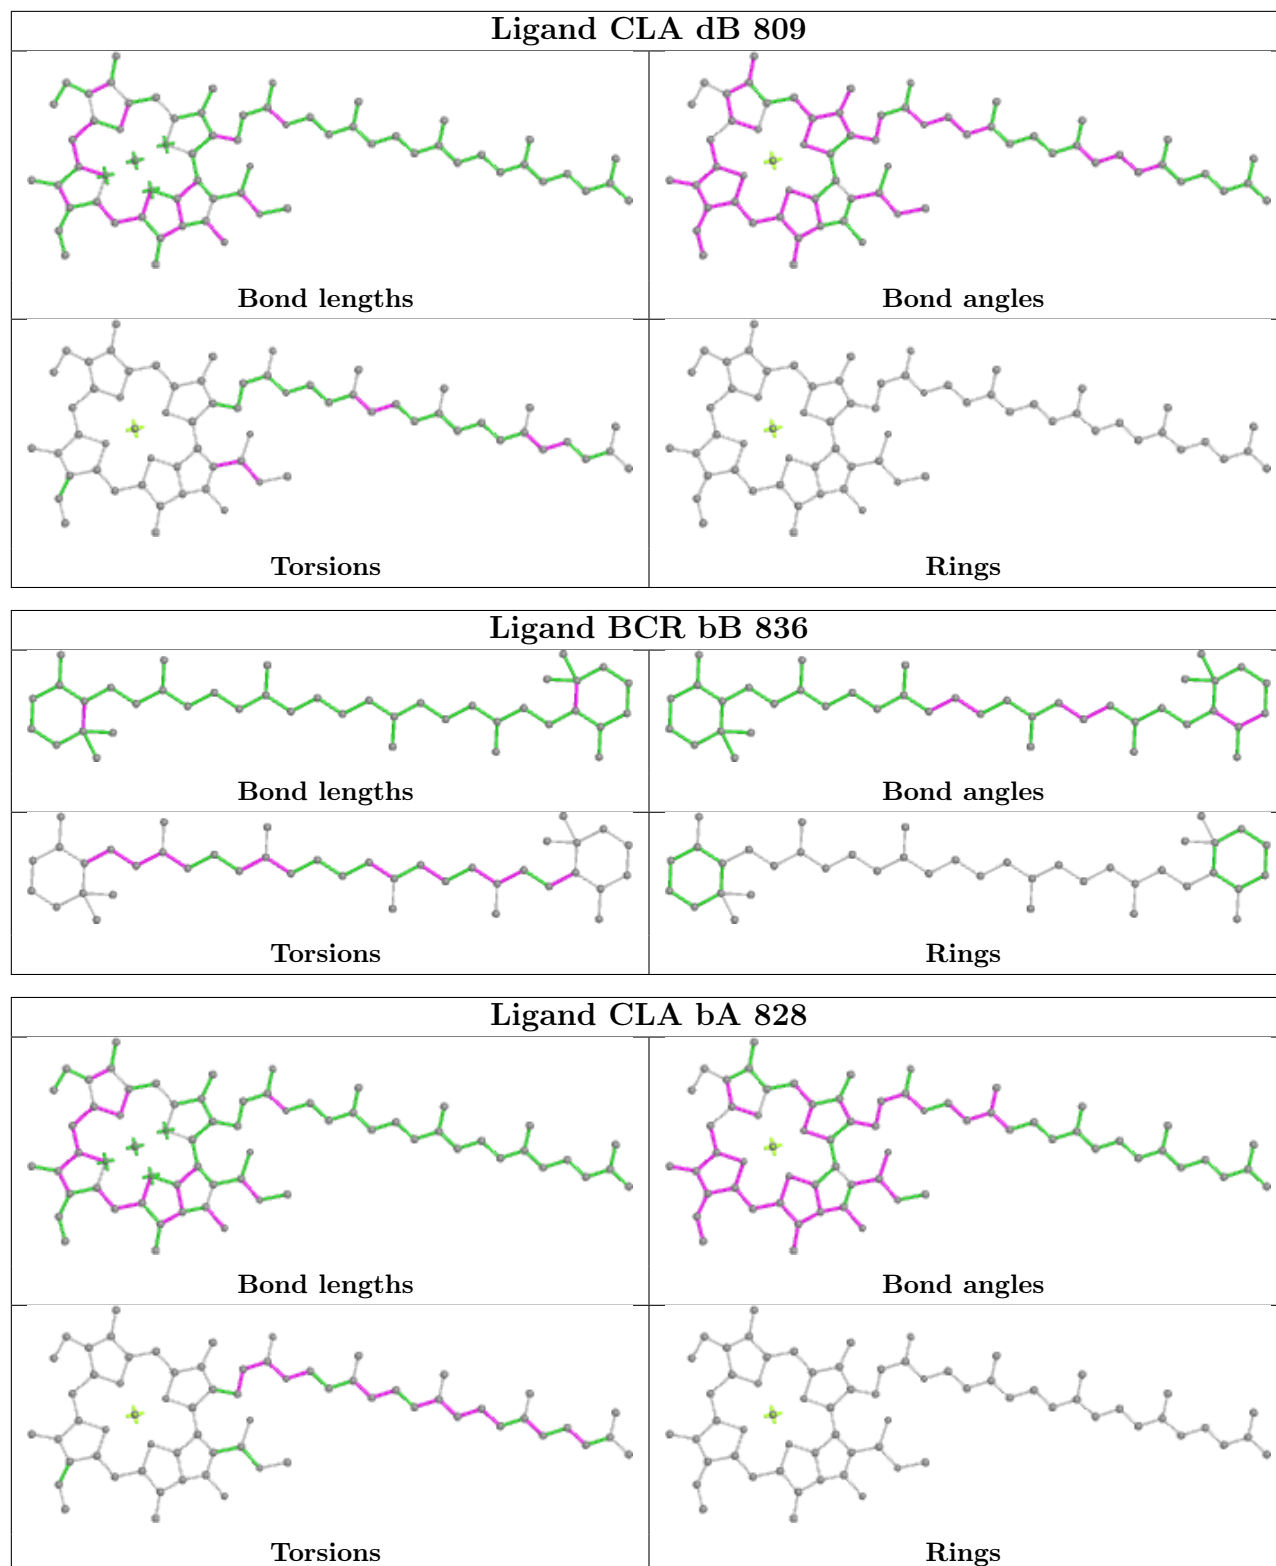 Ligand CLA dB 809
Bond lengths
Bond angles
Torsions
Rings
Ligand BCR bB 836
Bond lengths
Bond angles
Torsions
Rings
Ligand CLA bA 828
Bond lengths
Bond angles
Torsions
Rings